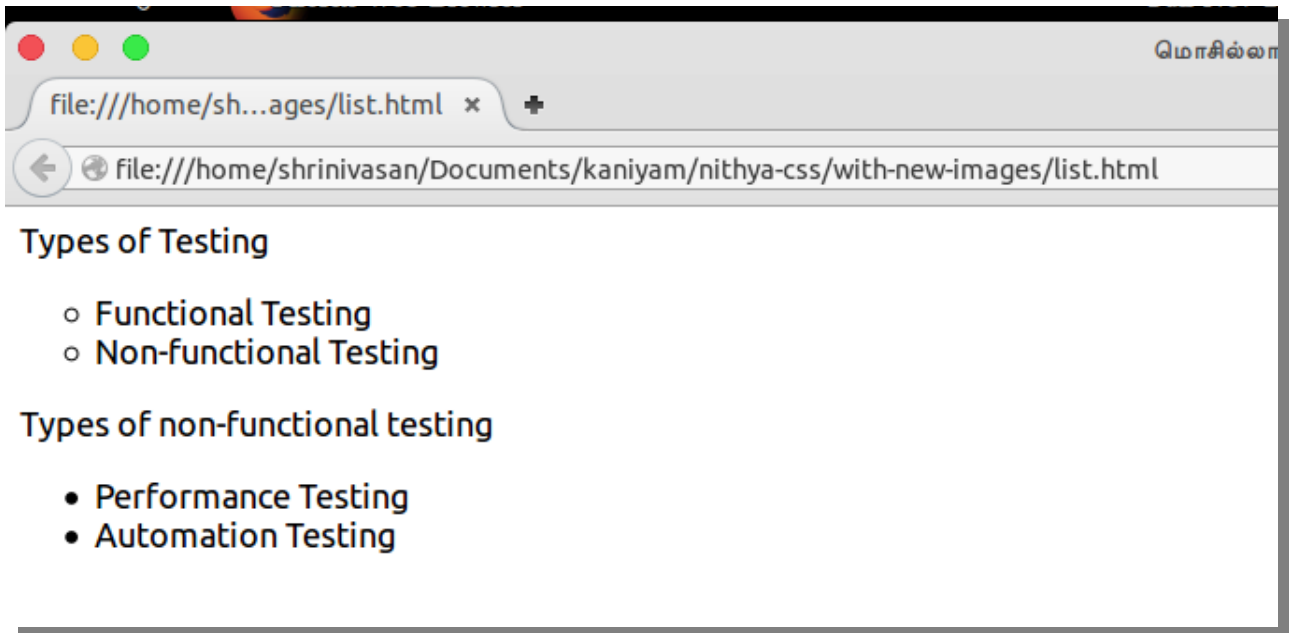 மொசில்லா
file:///home/sh...ages/list.html
file:///home/shrinivasan/Documents/kaniyam/nithya-css/with-new-images/list.html
Types of Testing
Functional Testing
Non-functional Testing
Types of non-functional testing
Performance Testing
Automation Testing